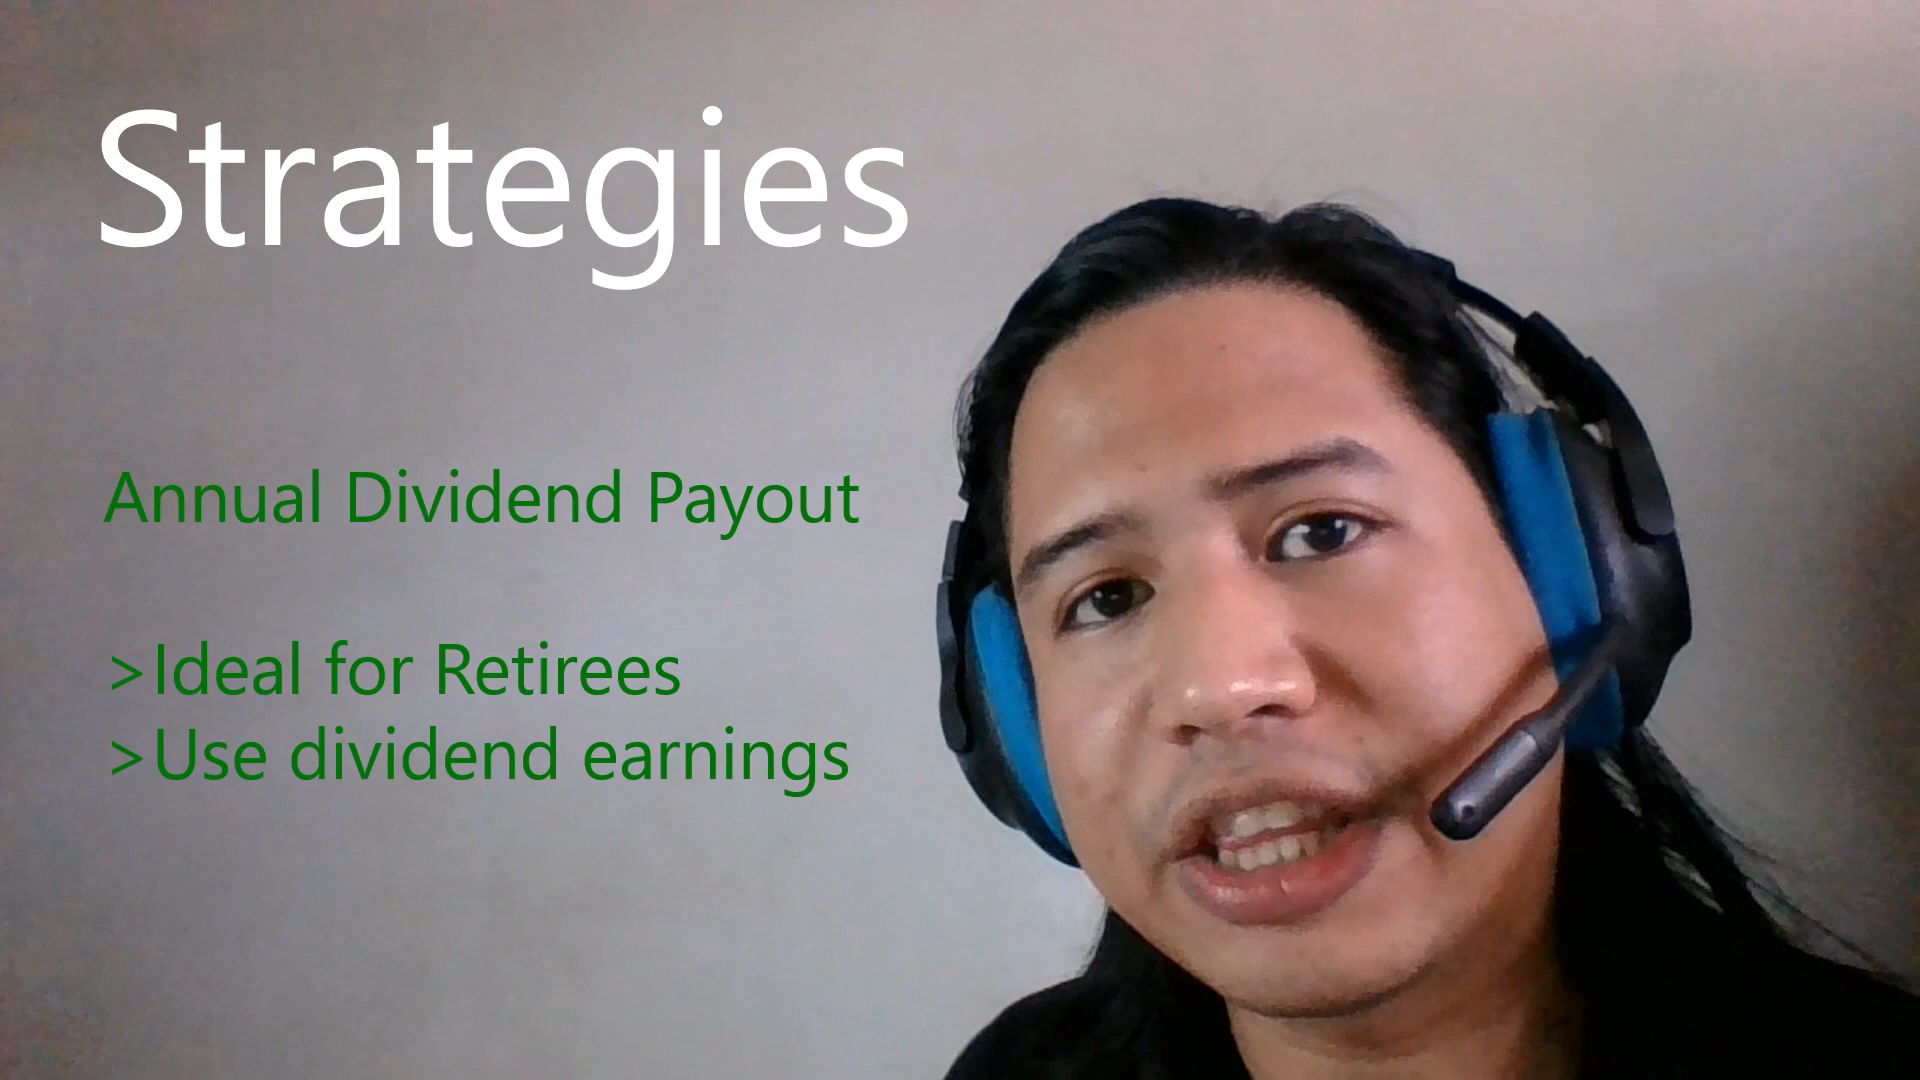 Strategies
Annual Dividend Payout
>Ideal for Retirees
>Use dividend earnings